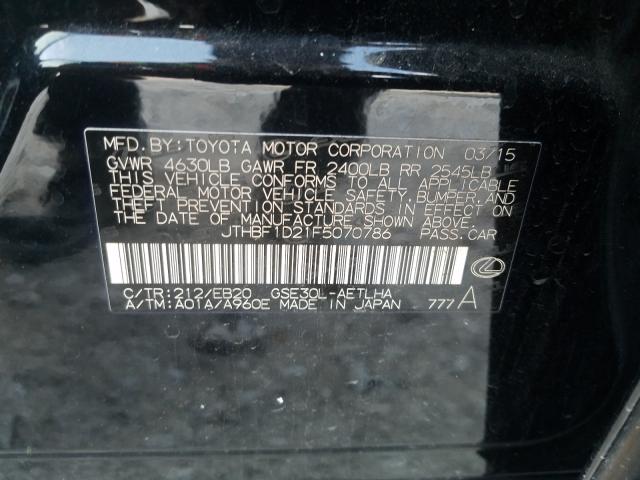 MFD. BY: TOYOTA MOTOR CORPORATION 03/15
GVWR 4630LB GAWR FR 2400LB RR 2545LB
THIS VEHICLE CONFORMS TO ALL APPLICABLE
FEDERAL MOTOR VEHICLE SAFETY, BUMPER, AND
THEFT PREVENTION STANDARDS IN EFFECT ON
THE DATE OF MANUFACTURE SHOWN ABOVE.
JTHBF1D21F5070786 PASS. CAR
C/TR: 212/EB20 GSE30L-AETLHA
A/TM: A01A/A960E MADE IN JAPAN 777 A